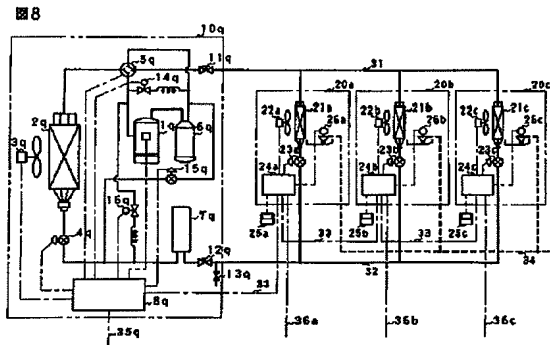 図8
10q
5q
14q
11q
31
20a
20b
20c
2q
3q
1q
6q
22a
21a
26a
22b
21b
26b
22c
21c
26c
23a
23b
23c
15q
16q
24a
24b
24c
4q
7q
25a
25b
25c
33
33
34
12q
32
13q
8q
33
35q
36a
36b
36c